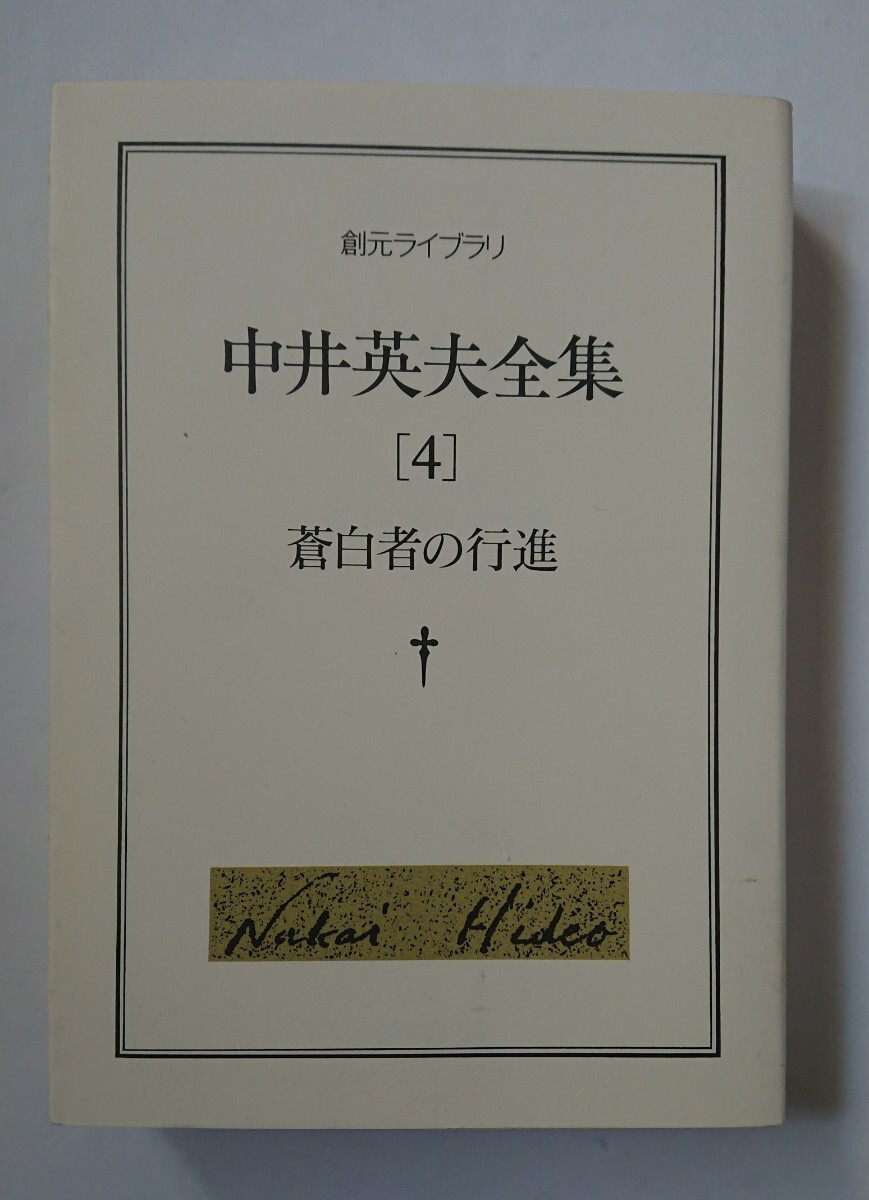 創元ライブラリ
中井英夫全集
[4]
蒼白者の行進
Nakai Hideo